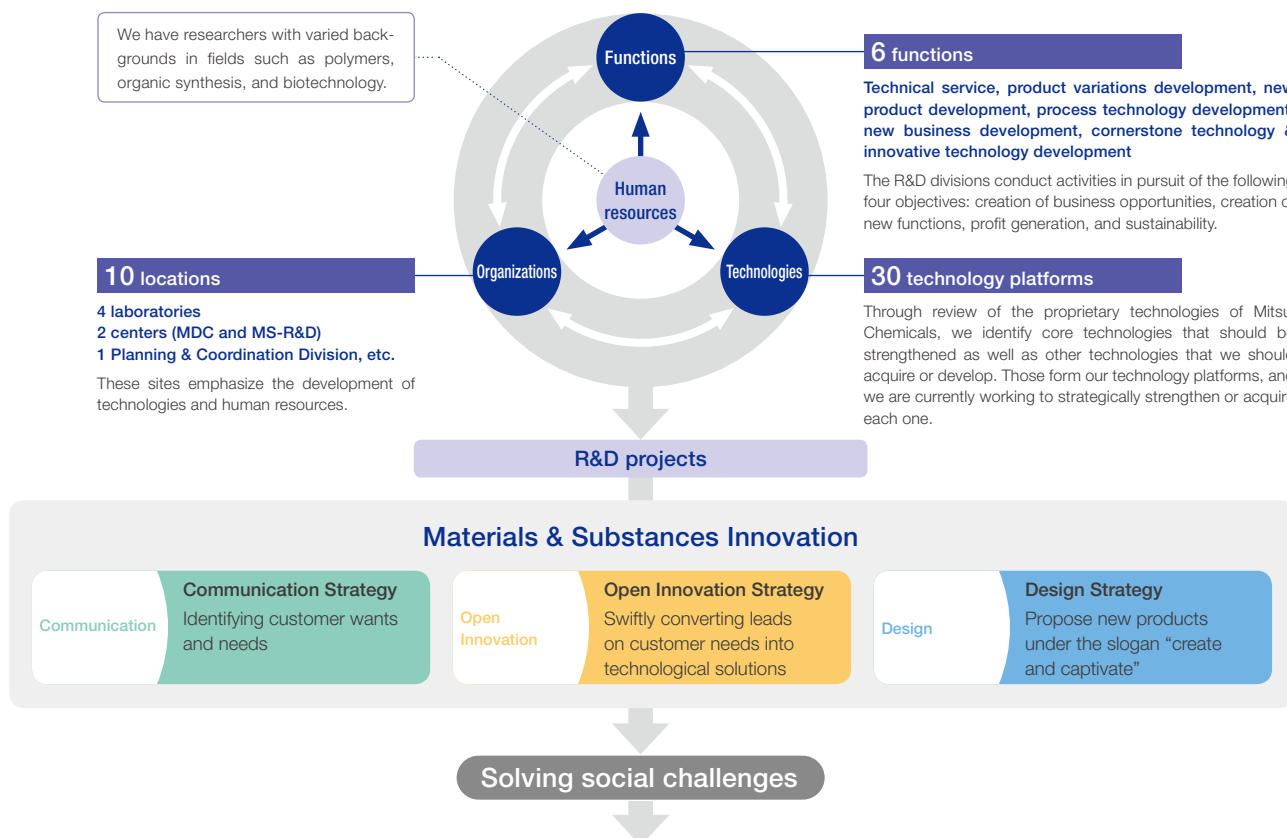 We have researchers with varied back-
grounds in fields such as polymers,
organic synthesis, and biotechnology.
Functions
Human
resources
Organizations
Technologies
6 functions
Technical service, product variations development, new
product development, process technology development
new business development, cornerstone technology &
innovative technology development
The R&D divisions conduct activities in pursuit of the following
four objectives: creation of business opportunities, creation o
new functions, profit generation, and sustainability.
10 locations
4 laboratories
2 centers (MDC and MS-R&D)
1 Planning & Coordination Division, etc.
These sites emphasize the development of
technologies and human resources.
30 technology platforms
Through review of the proprietary technologies of Mitsu
Chemicals, we identify core technologies that should be
strengthened as well as other technologies that we should
acquire or develop. Those form our technology platforms, and
we are currently working to strategically strengthen or acquire
each one.
R&D projects
Materials & Substances Innovation
Communication
Communication Strategy
Identifying customer wants
and needs
Open
Innovation
Open Innovation Strategy
Swiftly converting leads
on customer needs into
technological solutions
Design
Design Strategy
Propose new products
under the slogan “create
and captivate”
Solving social challenges